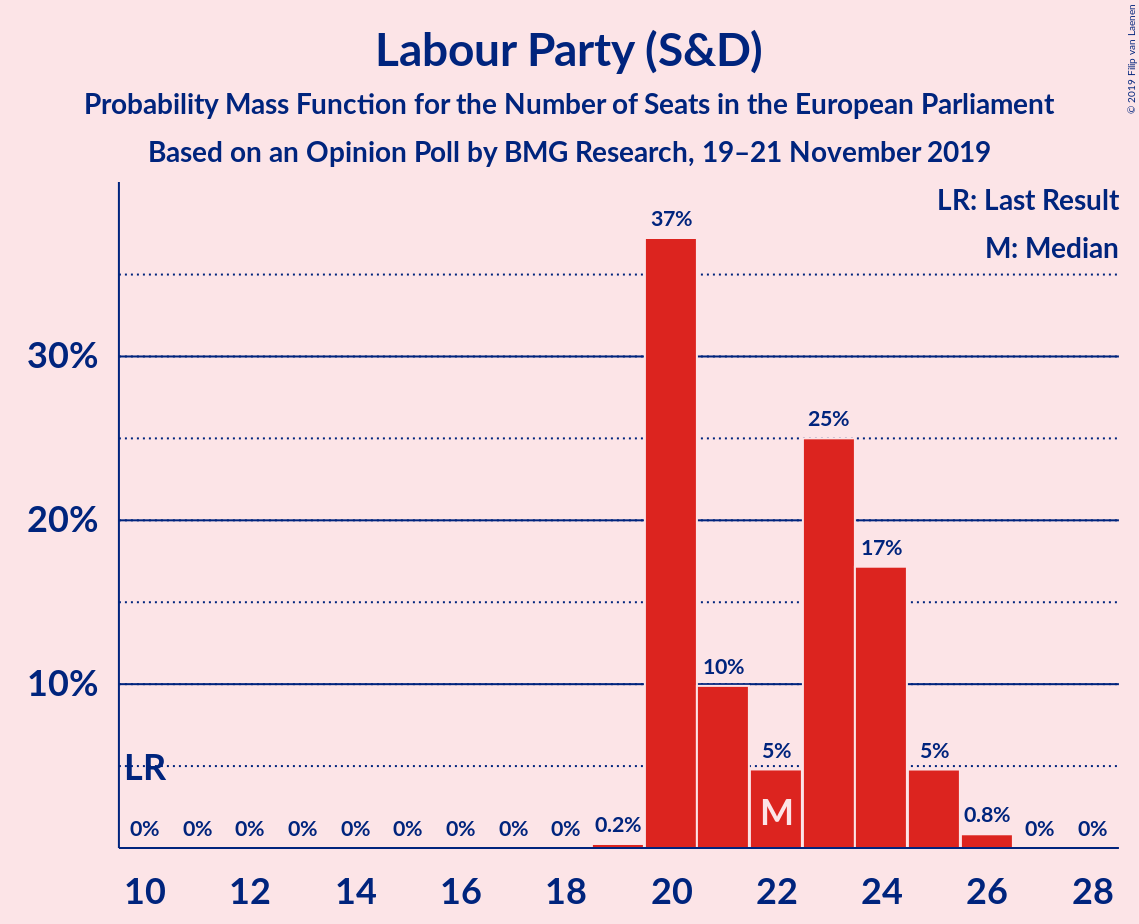 © 2019 Filip van Laenen
Labour Party (S&D)
Probability Mass Function for the Number of Seats in the European Parliament
Based on an Opinion Poll by BMG Research, 19–21 November 2019
LR: Last Result
M: Median
37%
30%
25%
20%
17%
10%
10%
LR
5%
5%
M
0% 0% 0% 0% 0% 0% 0% 0% 0% 0.2% 0.8% 0% 0%
10 12 14 16 18 20 22 24 26 28